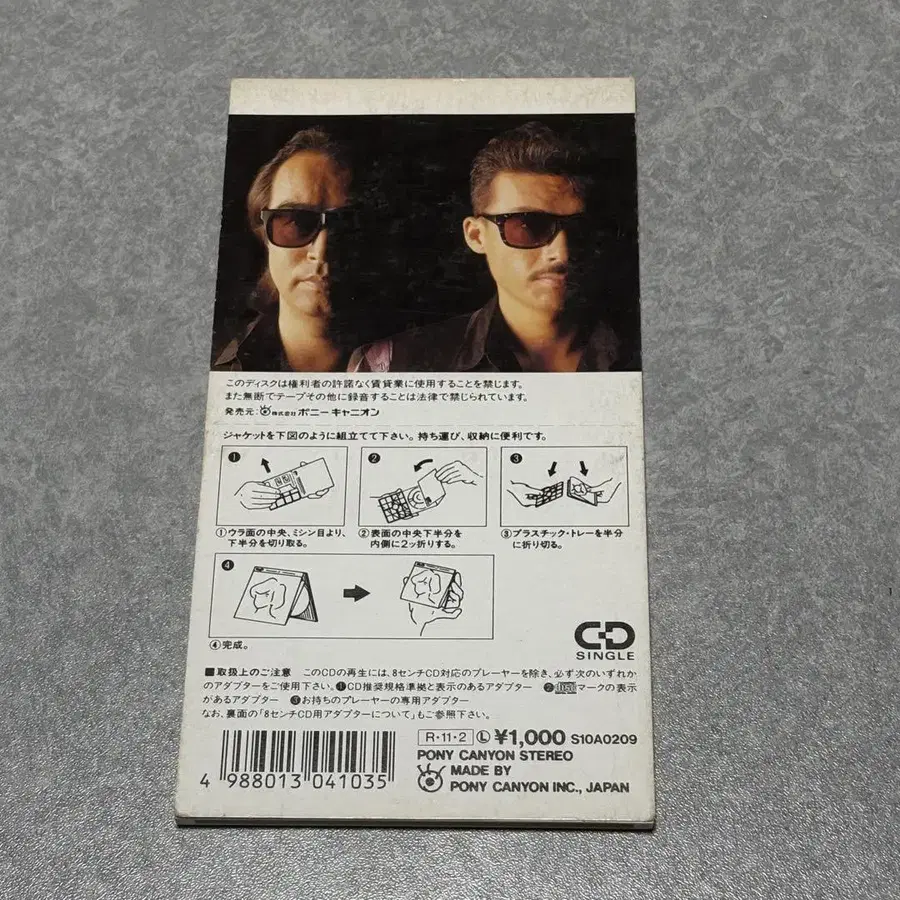 このディスクは権利者の許諾なく賃貸業に使用することを禁じます。
また無断でテープその他に録音することは法律で禁じられています。
発売元:株式会社 ポニーキャニオン
ジャケットを下図のように組立てて下さい。持ち運び、収納に便利です。
❶
❷
❸
①ウラ面の中央、ミシン目より、下半分を切り取る。
②表面の中央下半分を内側に2ッ折りする。
③プラスチック・トレーを半分に折り切る。
❹
④完成。
CD
SINGLE
■取扱上のご注意 このCDの再生には、8センチCD対応のプレーヤーを除き、必ず次のいずれか
のアダプターをご使用下さい。❶CD推奨規格準拠と表示のあるアダプター ❷マークの表示
があるアダプター ❸お持ちのプレーヤーの専用アダプター
なお、裏面の「8センチCD用アダプターについて」もご参照下さい。
R・11・2 Ⓛ ¥1,000 S10A0209
PONY CANYON STEREO
MADE BY
PONY CANYON INC., JAPAN
4 988013 041035